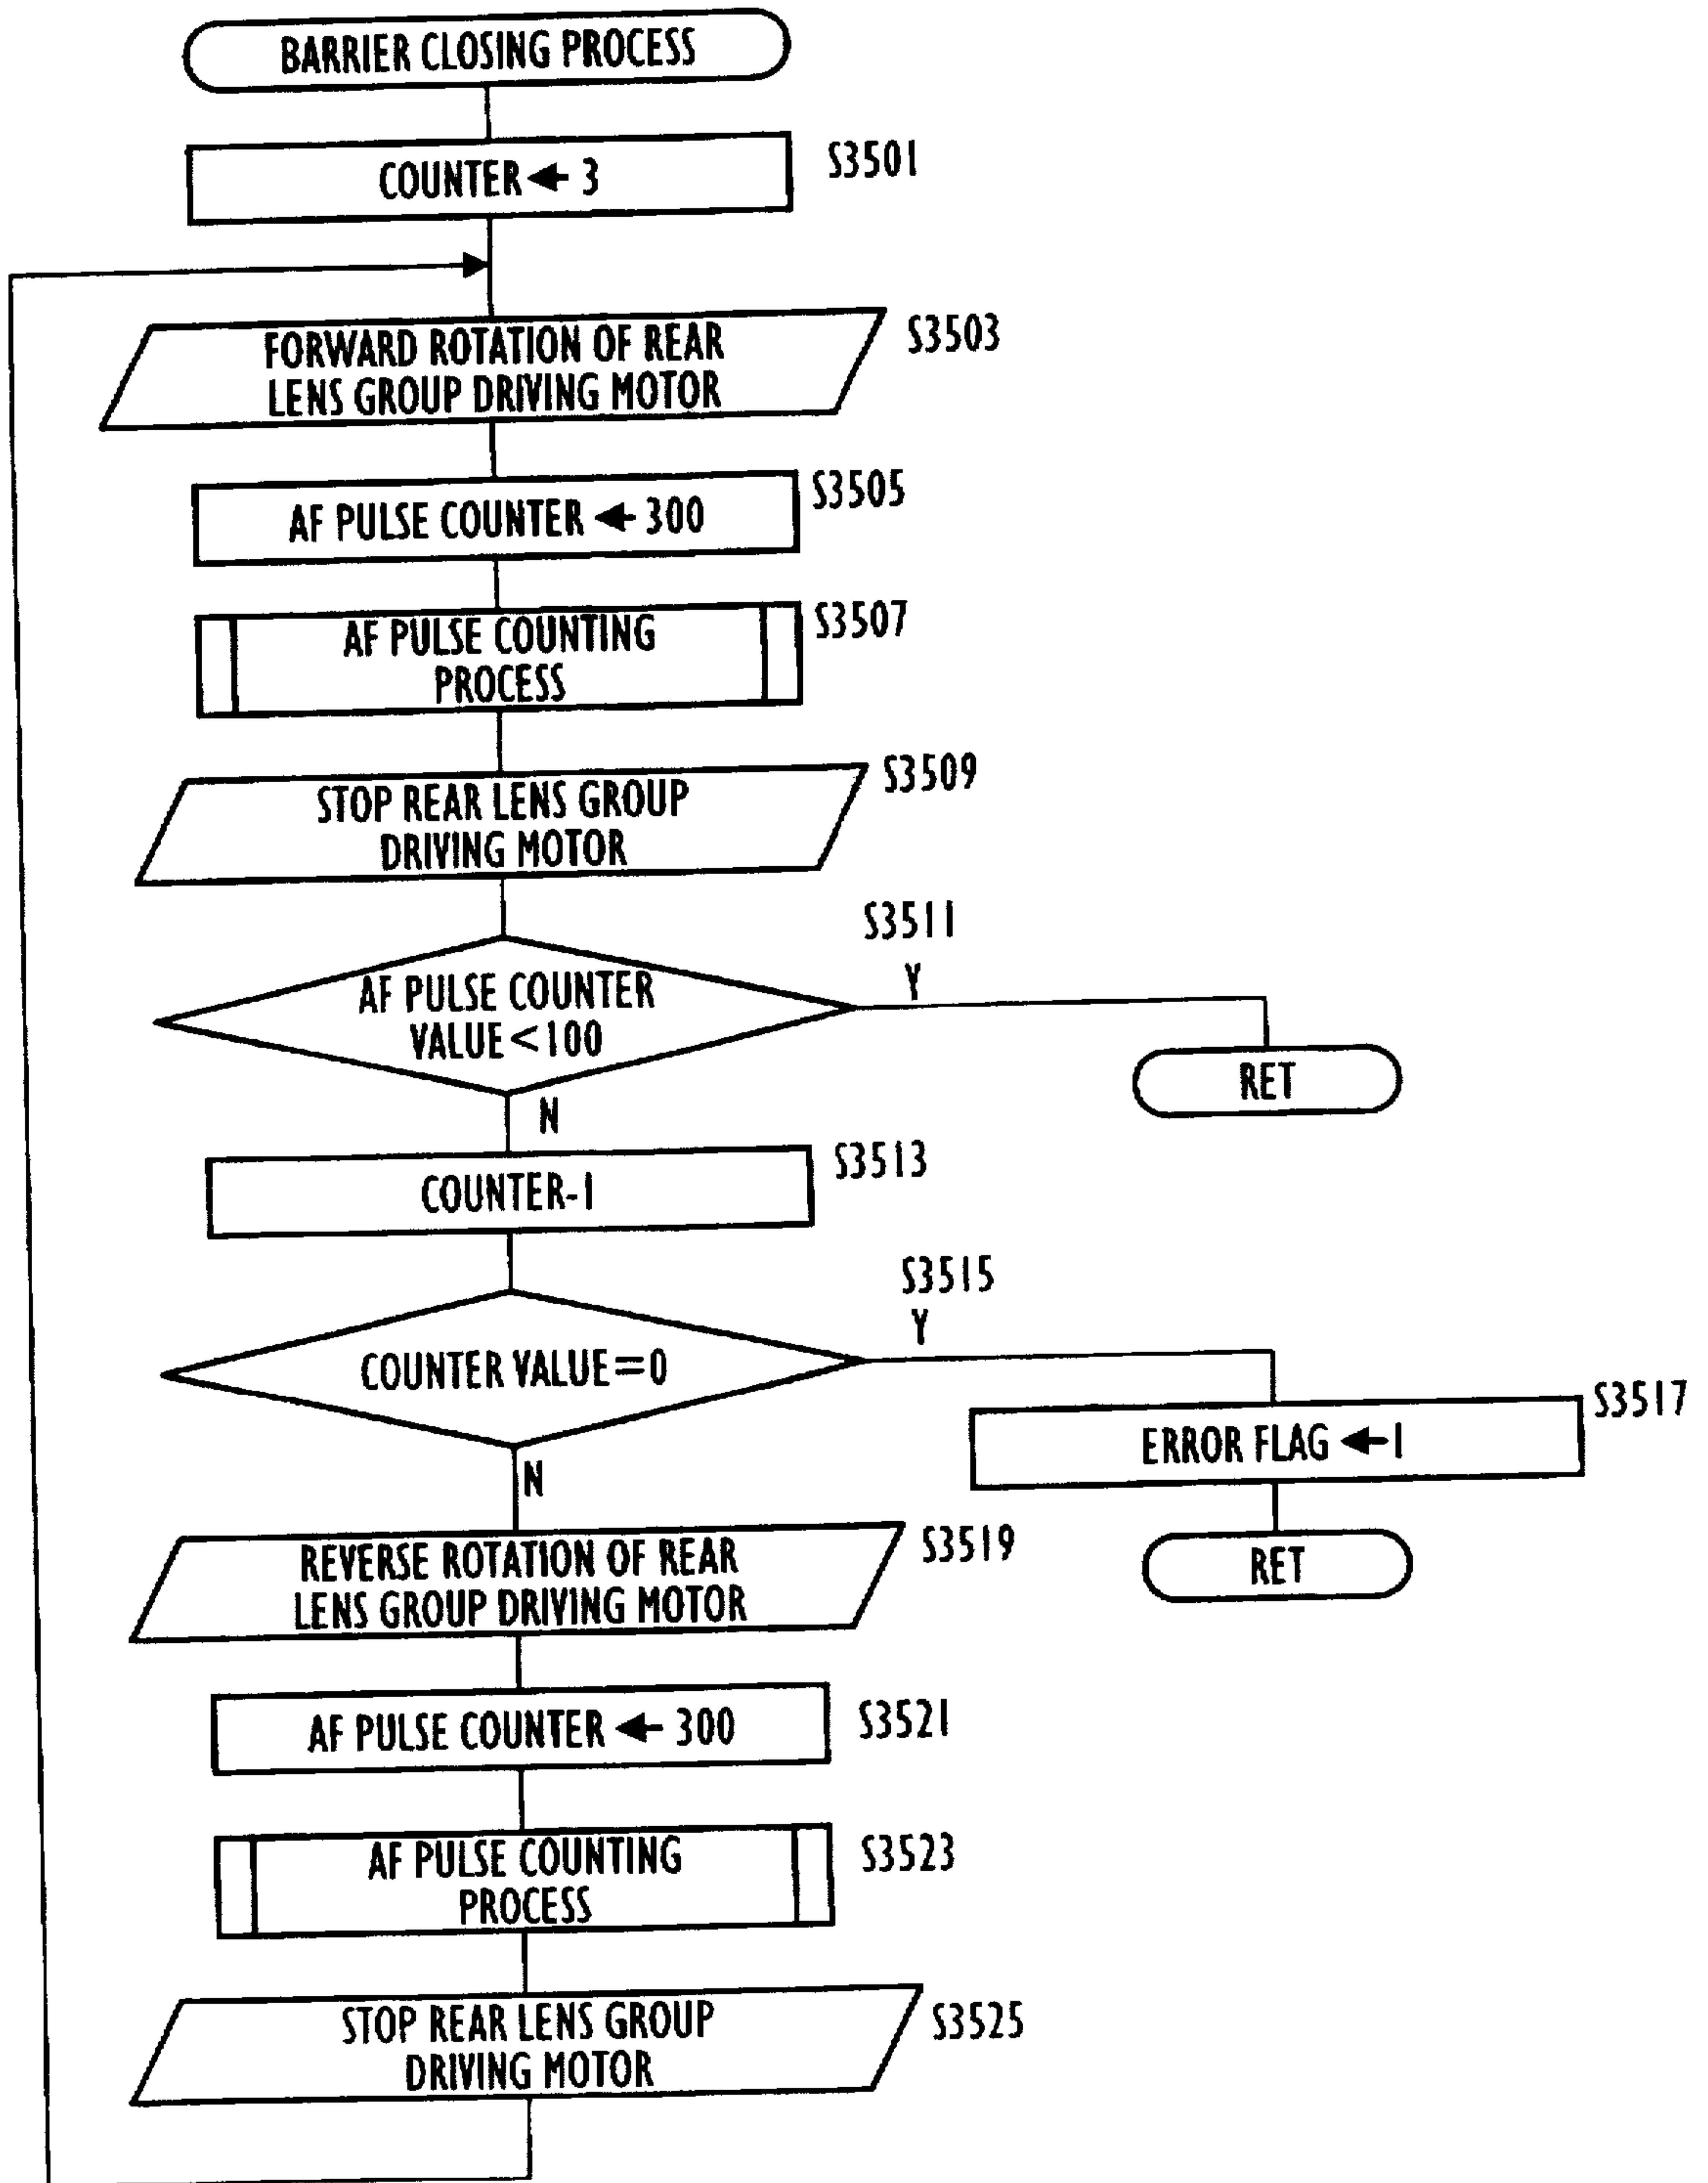 BARRIER CLOSING PROCESS
COUNTER ← 3
S3501
FORWARD ROTATION OF REAR
LENS GROUP DRIVING MOTOR
S3503
AF PULSE COUNTER ← 300
S3505
AF PULSE COUNTING
PROCESS
S3507
STOP REAR LENS GROUP
DRIVING MOTOR
S3509
S3511
AF PULSE COUNTER
VALUE<100
Y
RET
N
COUNTER-1
S3513
S3515
COUNTER VALUE=0
Y
ERROR FLAG ←1
S3517
RET
N
REVERSE ROTATION OF REAR
LENS GROUP DRIVING MOTOR
S3519
AF PULSE COUNTER ← 300
S3521
AF PULSE COUNTING
PROCESS
S3523
STOP REAR LENS GROUP
DRIVING MOTOR
S3525